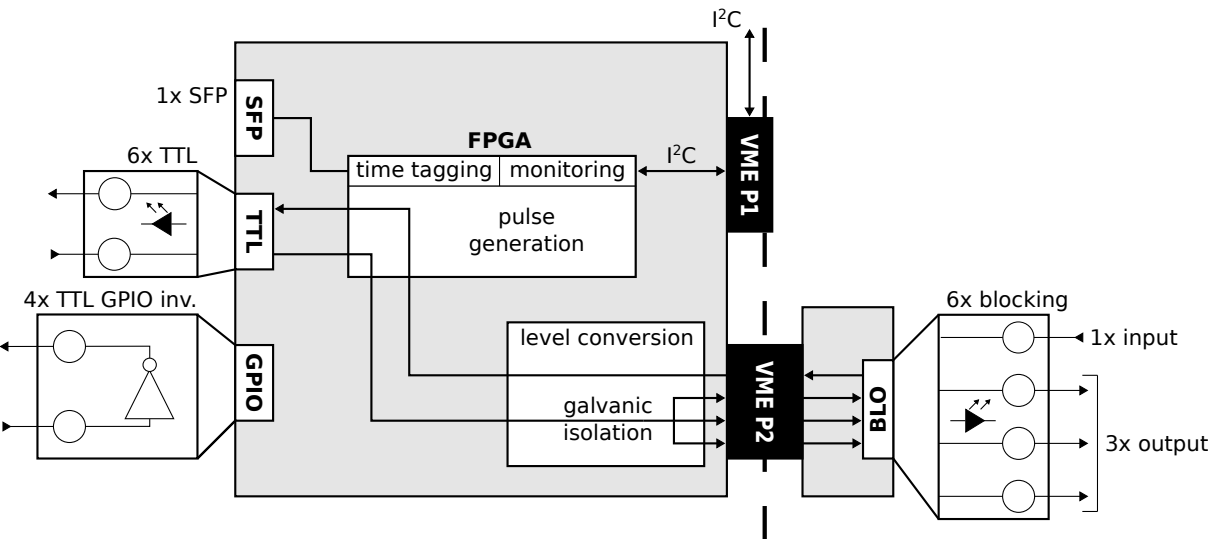 I²C
1x SFP
SFP
FPGA
time tagging
monitoring
I²C
VME P1
6x TTL
TTL
pulse
generation
4x TTL GPIO inv.
GPIO
level conversion
galvanic
isolation
VME P2
BLO
6x blocking
1x input
3x output